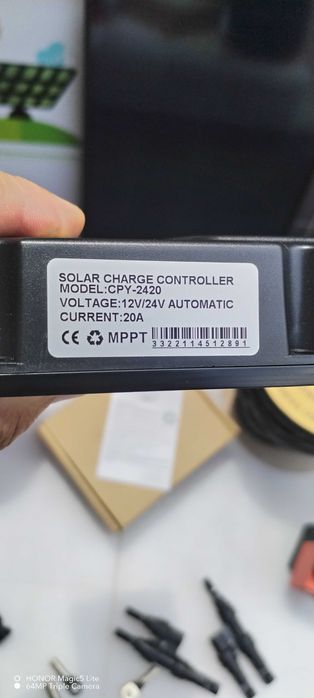 SOLAR CHARGE CONTROLLER
MODEL:CPY-2420
VOLTAGE:12V/24V AUTOMATIC
CURRENT:20A
CE MPPT 3322114512891
HONOR Magic5 Lite
64MP Triple Camera